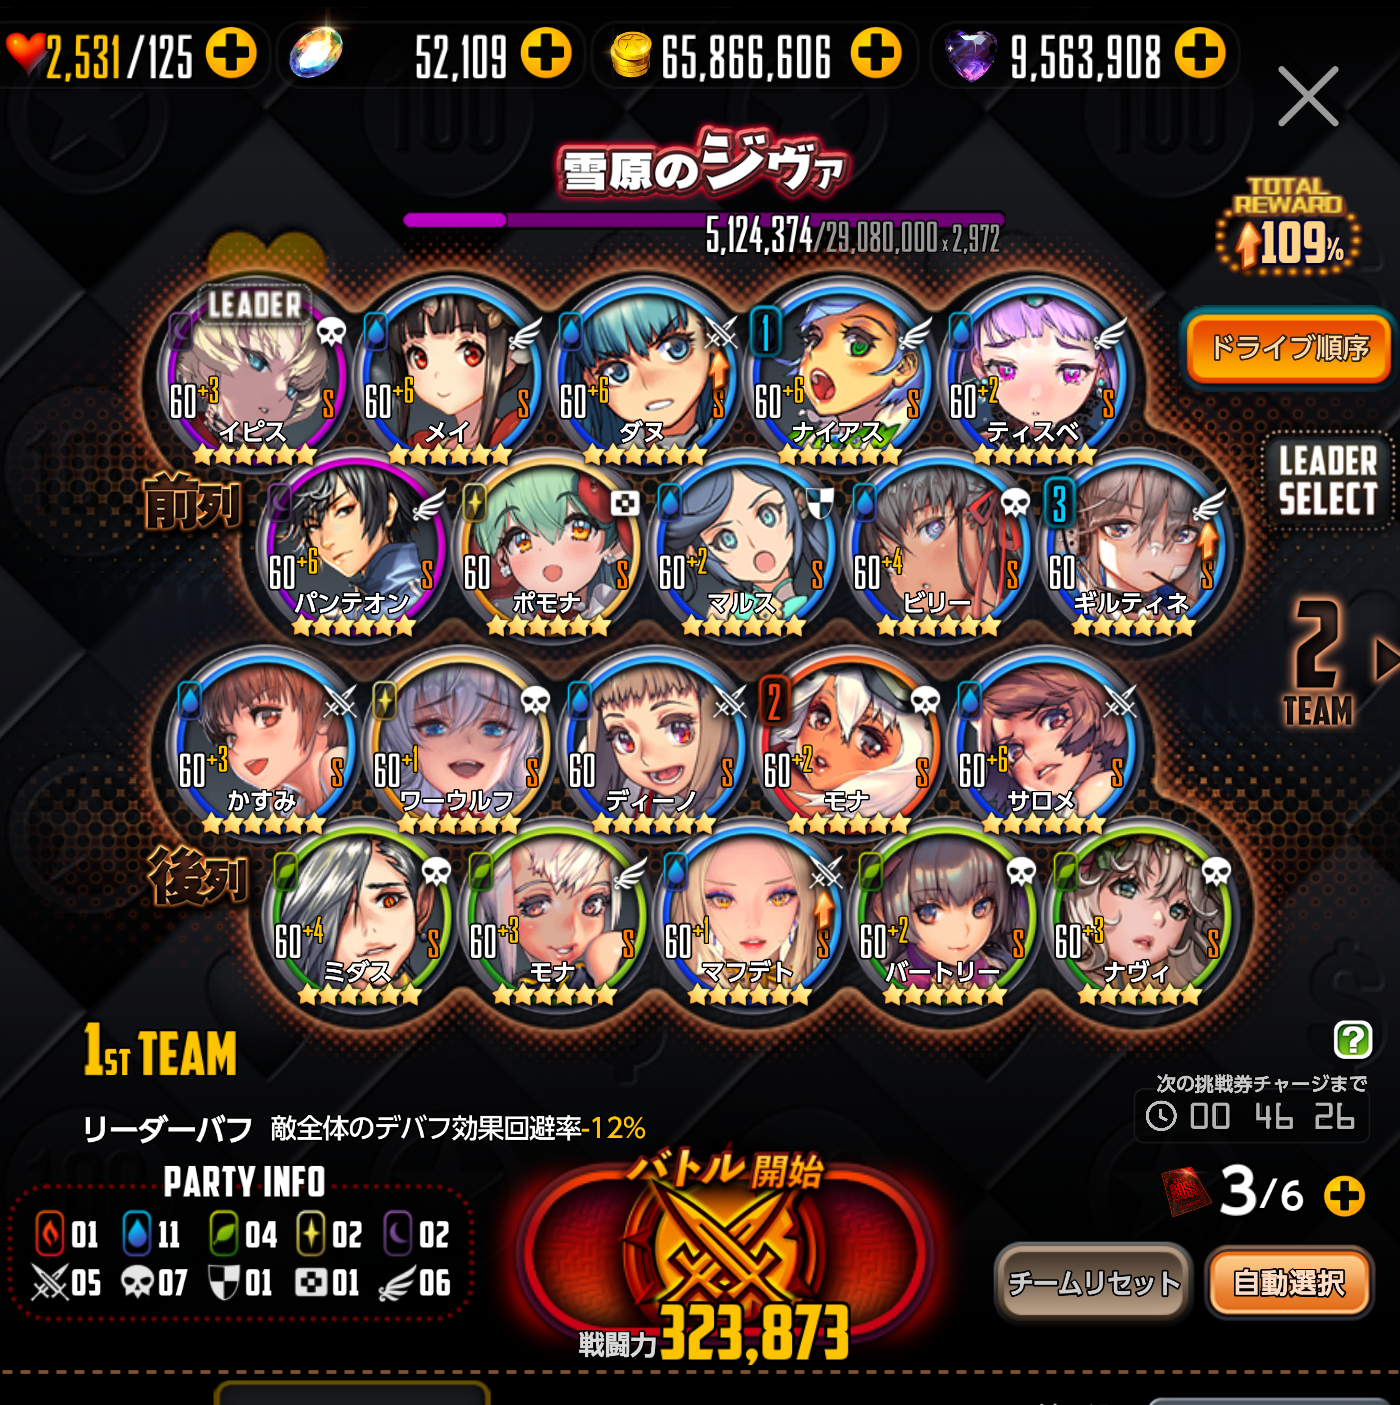 2,531/125
52,109
65,866,606
9,563,908
雪原のジヴァ
5,124,374/29,080,000 x 2,972
TOTAL REWARD
109%
ドライブ順序
LEADER SELECT
2 TEAM
前列
LEADER 60+3 S イピス
60+6 S メイ
60+6 S ダヌ
1 60+6 S ナイアス
60+2 S ティスベ
60+6 S パンテオン
60 S ポモナ
60+2 S マルス
60+4 S ビリー
3 60 S ギルティネ
後列
60+3 S かすみ
60+1 S ワーウルフ
60 S ディーノ
2 60+2 S モナ
60+6 S サロメ
60+4 S ミダス
60+3 S モナ
60+1 S マフデト
60+2 S バートリー
60+3 S ナヴィ
1ST TEAM
?
次の挑戦券チャージまで
00 46 26
リーダーバフ 敵全体のデバフ効果回避率-12%
BOSS 3/6
PARTY INFO
01 11 04 02 02
05 07 01 01 06
バトル開始
戦闘力 323,873
チームリセット
自動選択